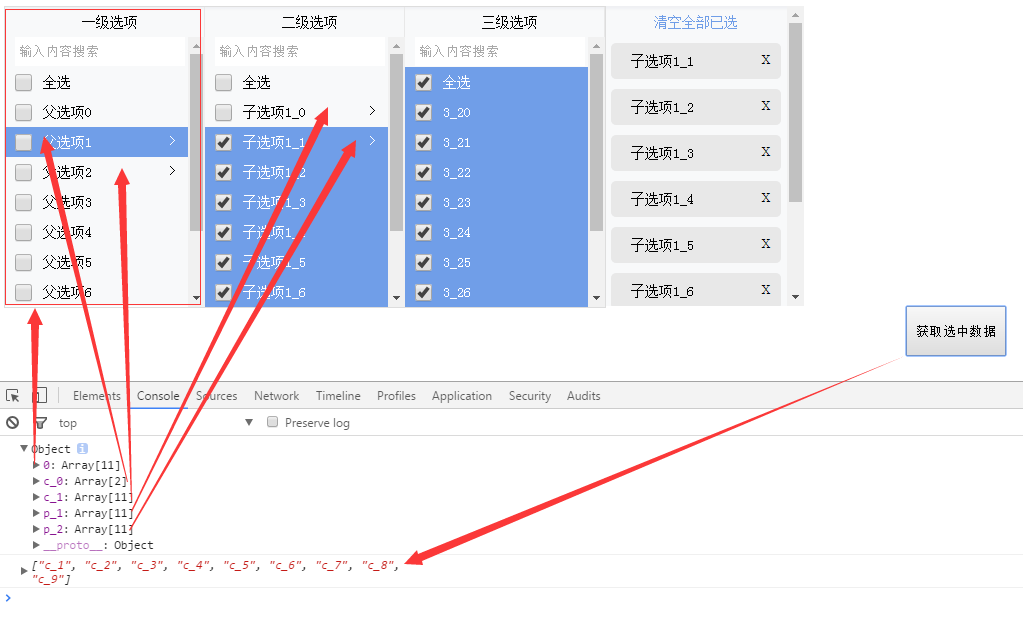 一级选项
二级选项
三级选项
清空全部已选
输入内容搜索
输入内容搜索
输入内容搜索
全选
父选项0
父选项1
父选项2
父选项3
父选项4
父选项5
父选项6
全选
子选项1_0
子选项1_1
子选项1_2
子选项1_3
子选项1_
子选项1_5
子选项1_6
全选
3_20
3_21
3_22
3_23
3_24
3_25
3_26
子选项1_1 X
子选项1_2 X
子选项1_3 X
子选项1_4 X
子选项1_5 X
子选项1_6 X
获取选中数据
Elements Console Sources Network Timeline Profiles Application Security Audits
top Preserve log
Object i
0: Array[11]
c_0: Array[2]
c_1: Array[11]
p_1: Array[11]
p_2: Array[11]
__proto__: Object
["c_1", "c_2", "c_3", "c_4", "c_5", "c_6", "c_7", "c_8",
"c_9"]